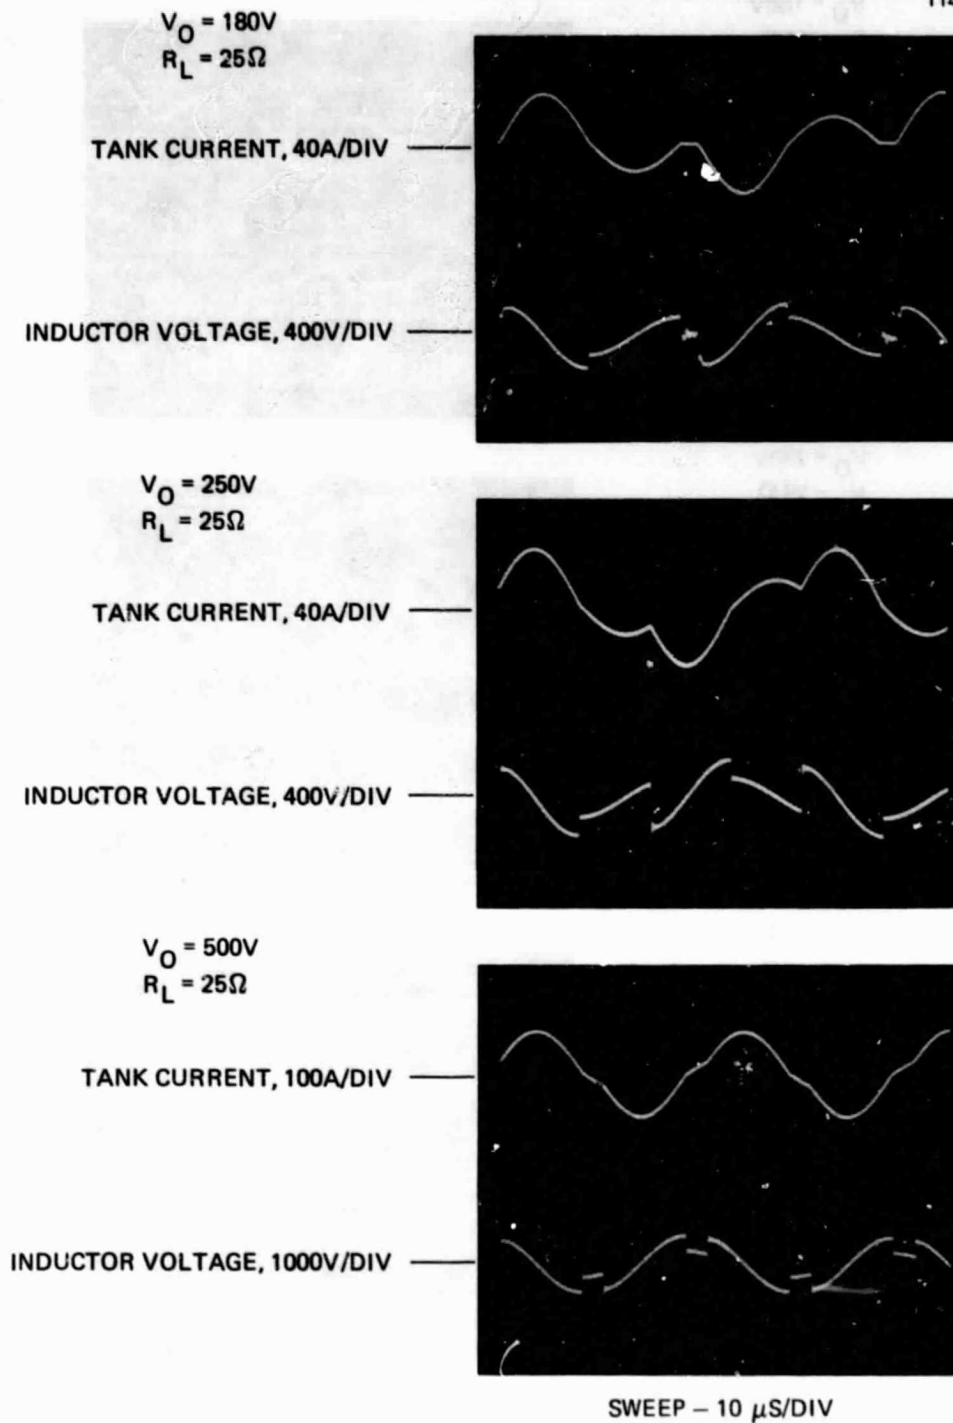 V_O = 180V
R_L = 25Ω
TANK CURRENT, 40A/DIV
INDUCTOR VOLTAGE, 400V/DIV
V_O = 250V
R_L = 25Ω
TANK CURRENT, 40A/DIV
INDUCTOR VOLTAGE, 400V/DIV
V_O = 500V
R_L = 25Ω
TANK CURRENT, 100A/DIV
INDUCTOR VOLTAGE, 1000V/DIV
SWEEP – 10 μS/DIV